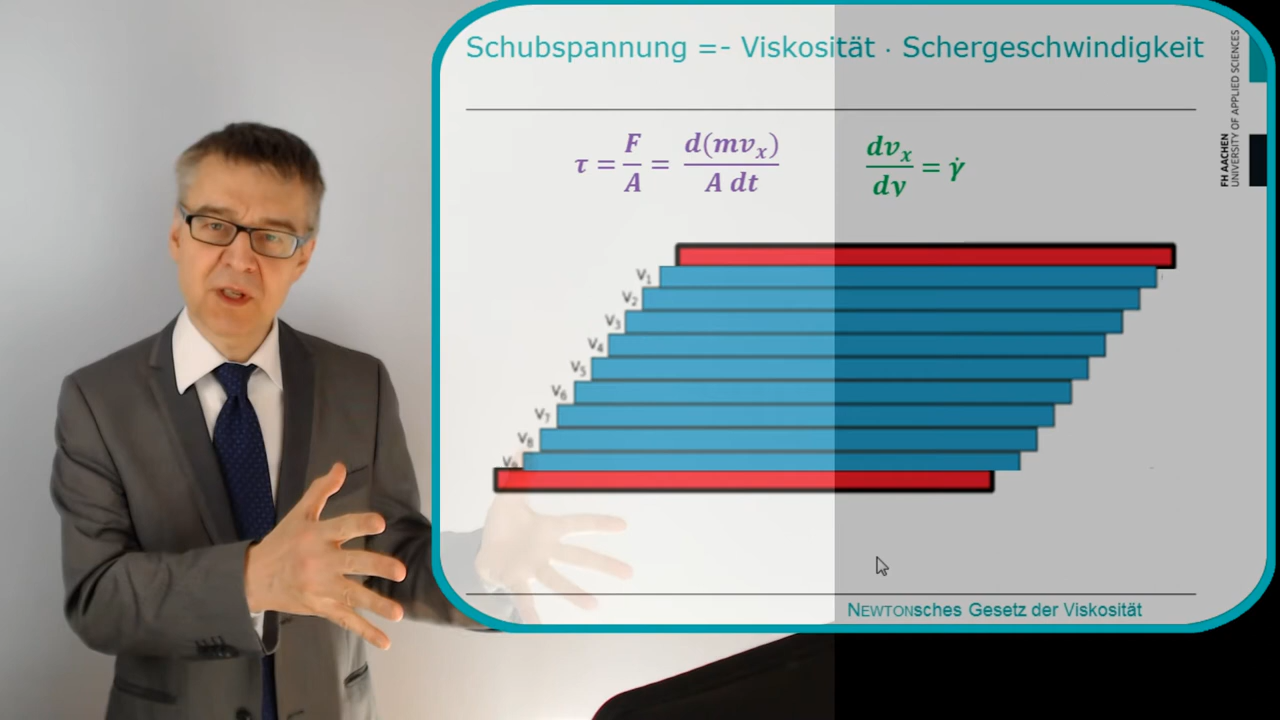 Schubspannung =- Viskosität · Schergeschwindigkeit
τ = F/A = d(mvₓ)/A dt
dvₓ/dy = γ̇
V₁
V₂
V₃
V₄
V₅
V₆
V₇
V₈
FH AACHEN
UNIVERSITY OF APPLIED SCIENCES
NEWTONsches Gesetz der Viskosität